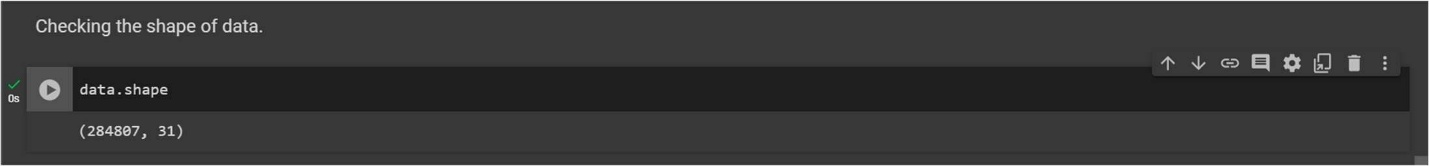 Checking the shape of data.
0s
data.shape
(284807, 31)